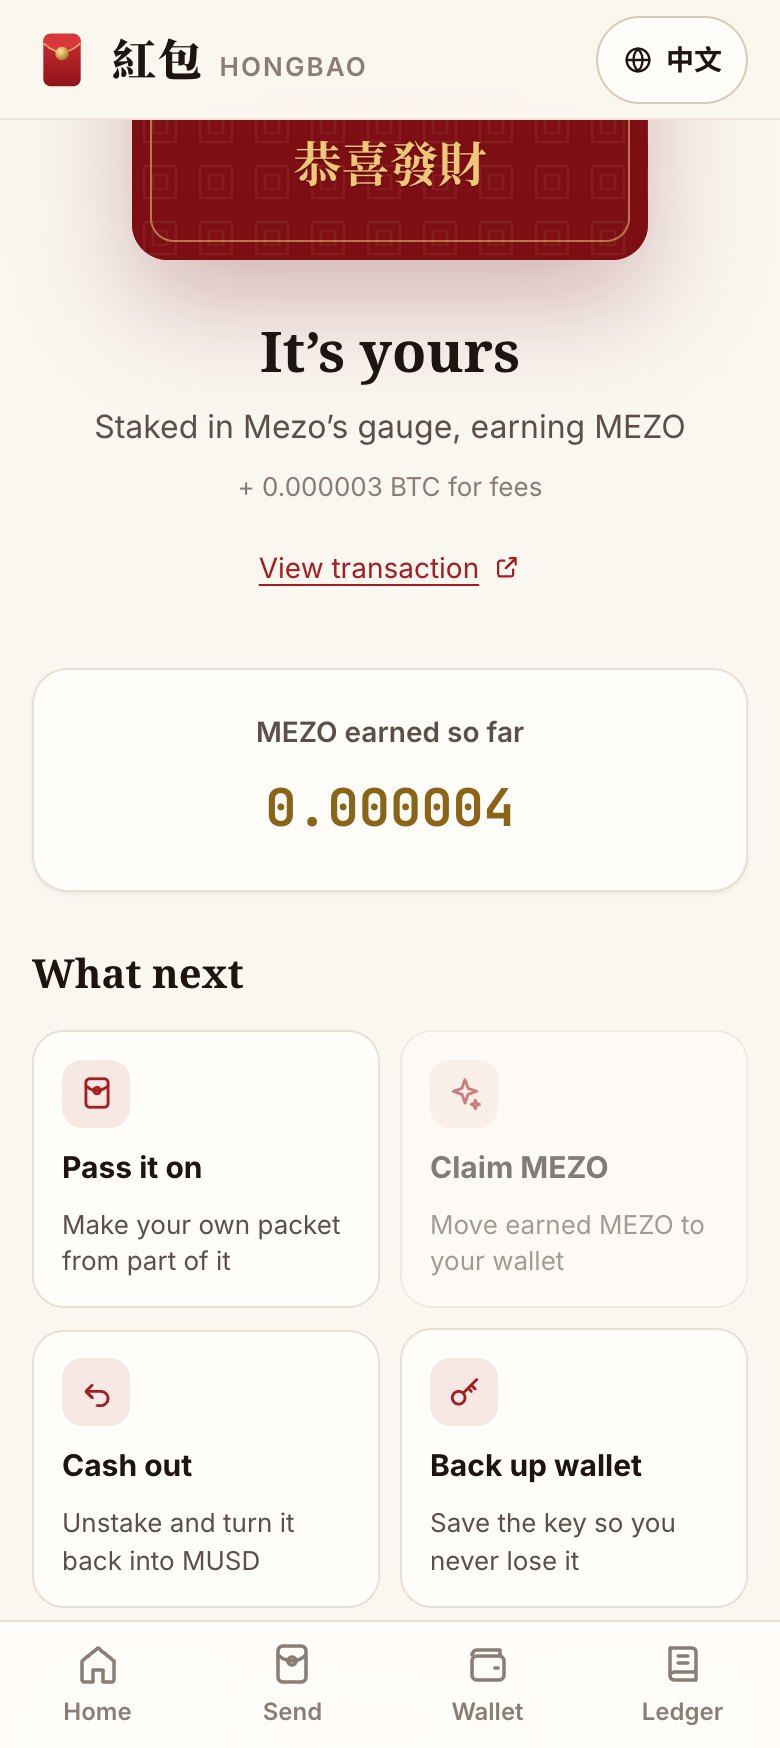 紅包 HONGBAO
中文
恭喜發財
It’s yours
Staked in Mezo’s gauge, earning MEZO
+ 0.000003 BTC for fees
View transaction
MEZO earned so far
0.000004
What next
Pass it on
Make your own packet
from part of it
Claim MEZO
Move earned MEZO to
your wallet
Cash out
Unstake and turn it
back into MUSD
Back up wallet
Save the key so you
never lose it
Home
Send
Wallet
Ledger